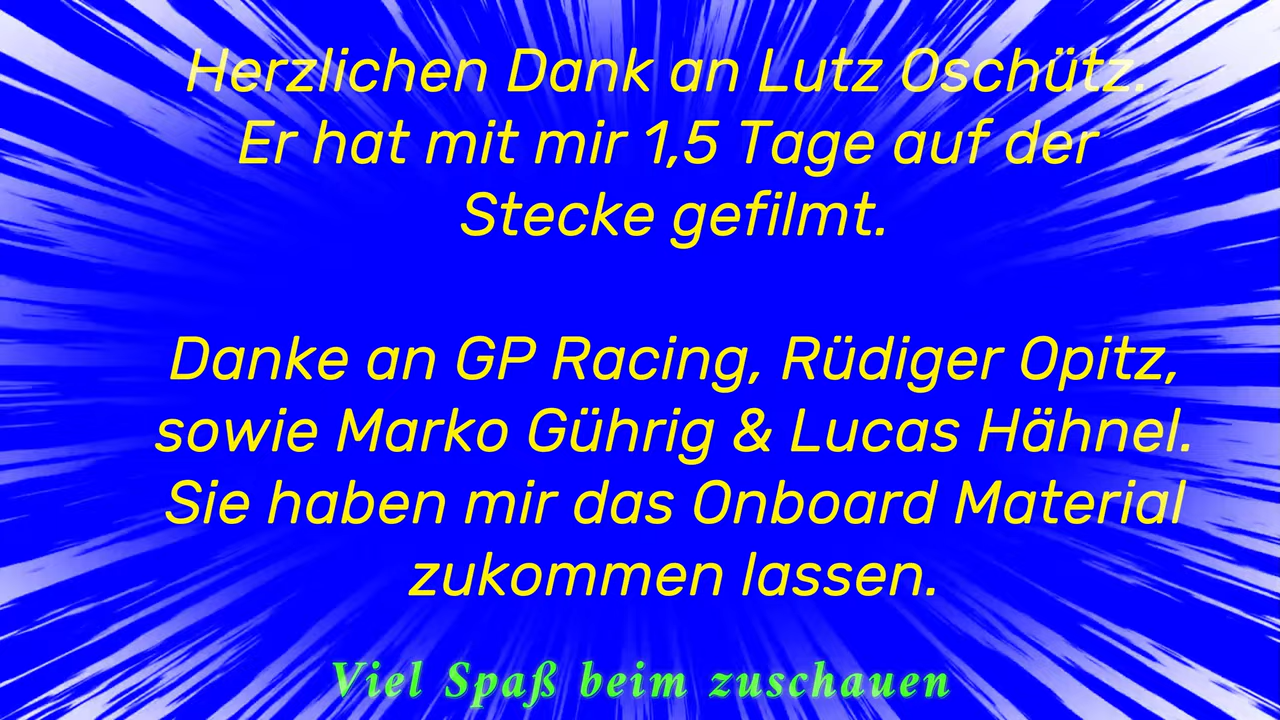 Herzlichen Dank an Lutz Oschütz.
Er hat mit mir 1,5 Tage auf der
Stecke gefilmt.
Danke an GP Racing, Rüdiger Opitz,
sowie Marko Gührig & Lucas Hähnel.
Sie haben mir das Onboard Material
zukommen lassen.
Viel Spaß beim zuschauen